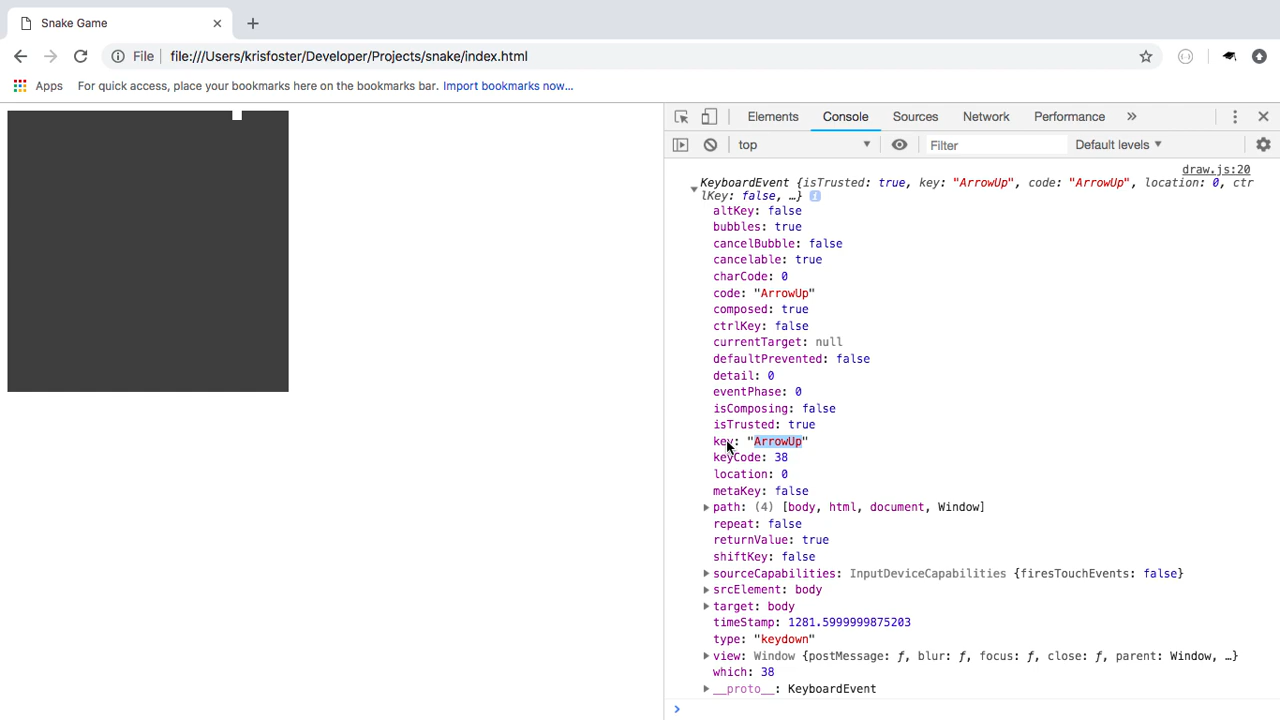 Snake Game
File file:///Users/krisfoster/Developer/Projects/snake/index.html
Apps For quick access, place your bookmarks here on the bookmarks bar. Import bookmarks now...
Elements Console Sources Network Performance »
top Filter Default levels
draw.js:20
KeyboardEvent {isTrusted: true, key: "ArrowUp", code: "ArrowUp", location: 0, ctr
lKey: false, …} i
altKey: false
bubbles: true
cancelBubble: false
cancelable: true
charCode: 0
code: "ArrowUp"
composed: true
ctrlKey: false
currentTarget: null
defaultPrevented: false
detail: 0
eventPhase: 0
isComposing: false
isTrusted: true
key: "ArrowUp"
keyCode: 38
location: 0
metaKey: false
path: (4) [body, html, document, Window]
repeat: false
returnValue: true
shiftKey: false
sourceCapabilities: InputDeviceCapabilities {firesTouchEvents: false}
srcElement: body
target: body
timeStamp: 1281.5999999875203
type: "keydown"
view: Window {postMessage: ƒ, blur: ƒ, focus: ƒ, close: ƒ, parent: Window, …}
which: 38
__proto__: KeyboardEvent